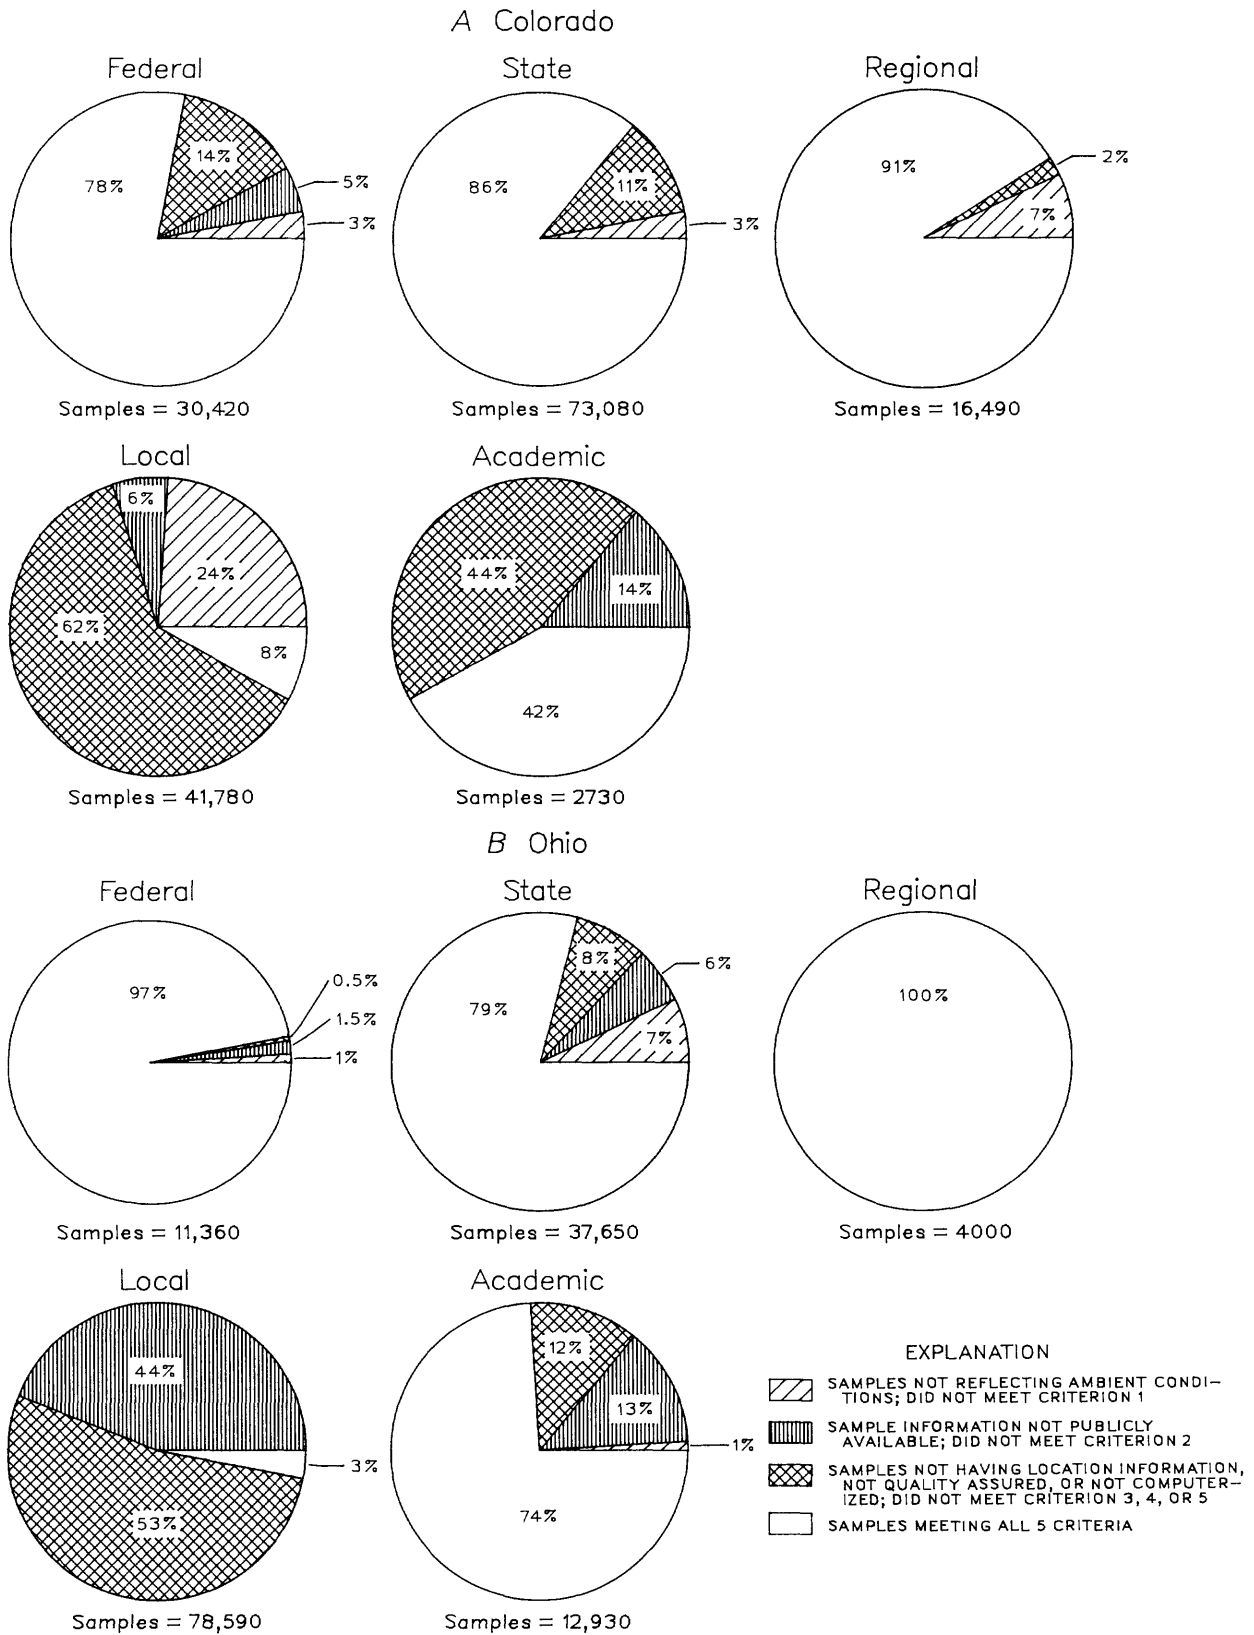 A Colorado
Federal
State
Regional
14%
78%
5%
3%
11%
86%
3%
91%
2%
7%
Samples = 30,420
Samples = 73,080
Samples = 16,490
Local
Academic
6%
24%
62%
8%
44%
14%
42%
Samples = 41,780
Samples = 2730
B Ohio
Federal
State
Regional
97%
0.5%
1.5%
1%
8%
6%
79%
7%
100%
Samples = 11,360
Samples = 37,650
Samples = 4000
Local
Academic
44%
3%
53%
12%
13%
1%
74%
Samples = 78,590
Samples = 12,930
EXPLANATION
SAMPLES NOT REFLECTING AMBIENT CONDI-
TIONS; DID NOT MEET CRITERION 1
SAMPLE INFORMATION NOT PUBLICLY
AVAILABLE; DID NOT MEET CRITERION 2
SAMPLES NOT HAVING LOCATION INFORMATION,
NOT QUALITY ASSURED, OR NOT COMPUTER-
IZED; DID NOT MEET CRITERION 3, 4, OR 5
SAMPLES MEETING ALL 5 CRITERIA